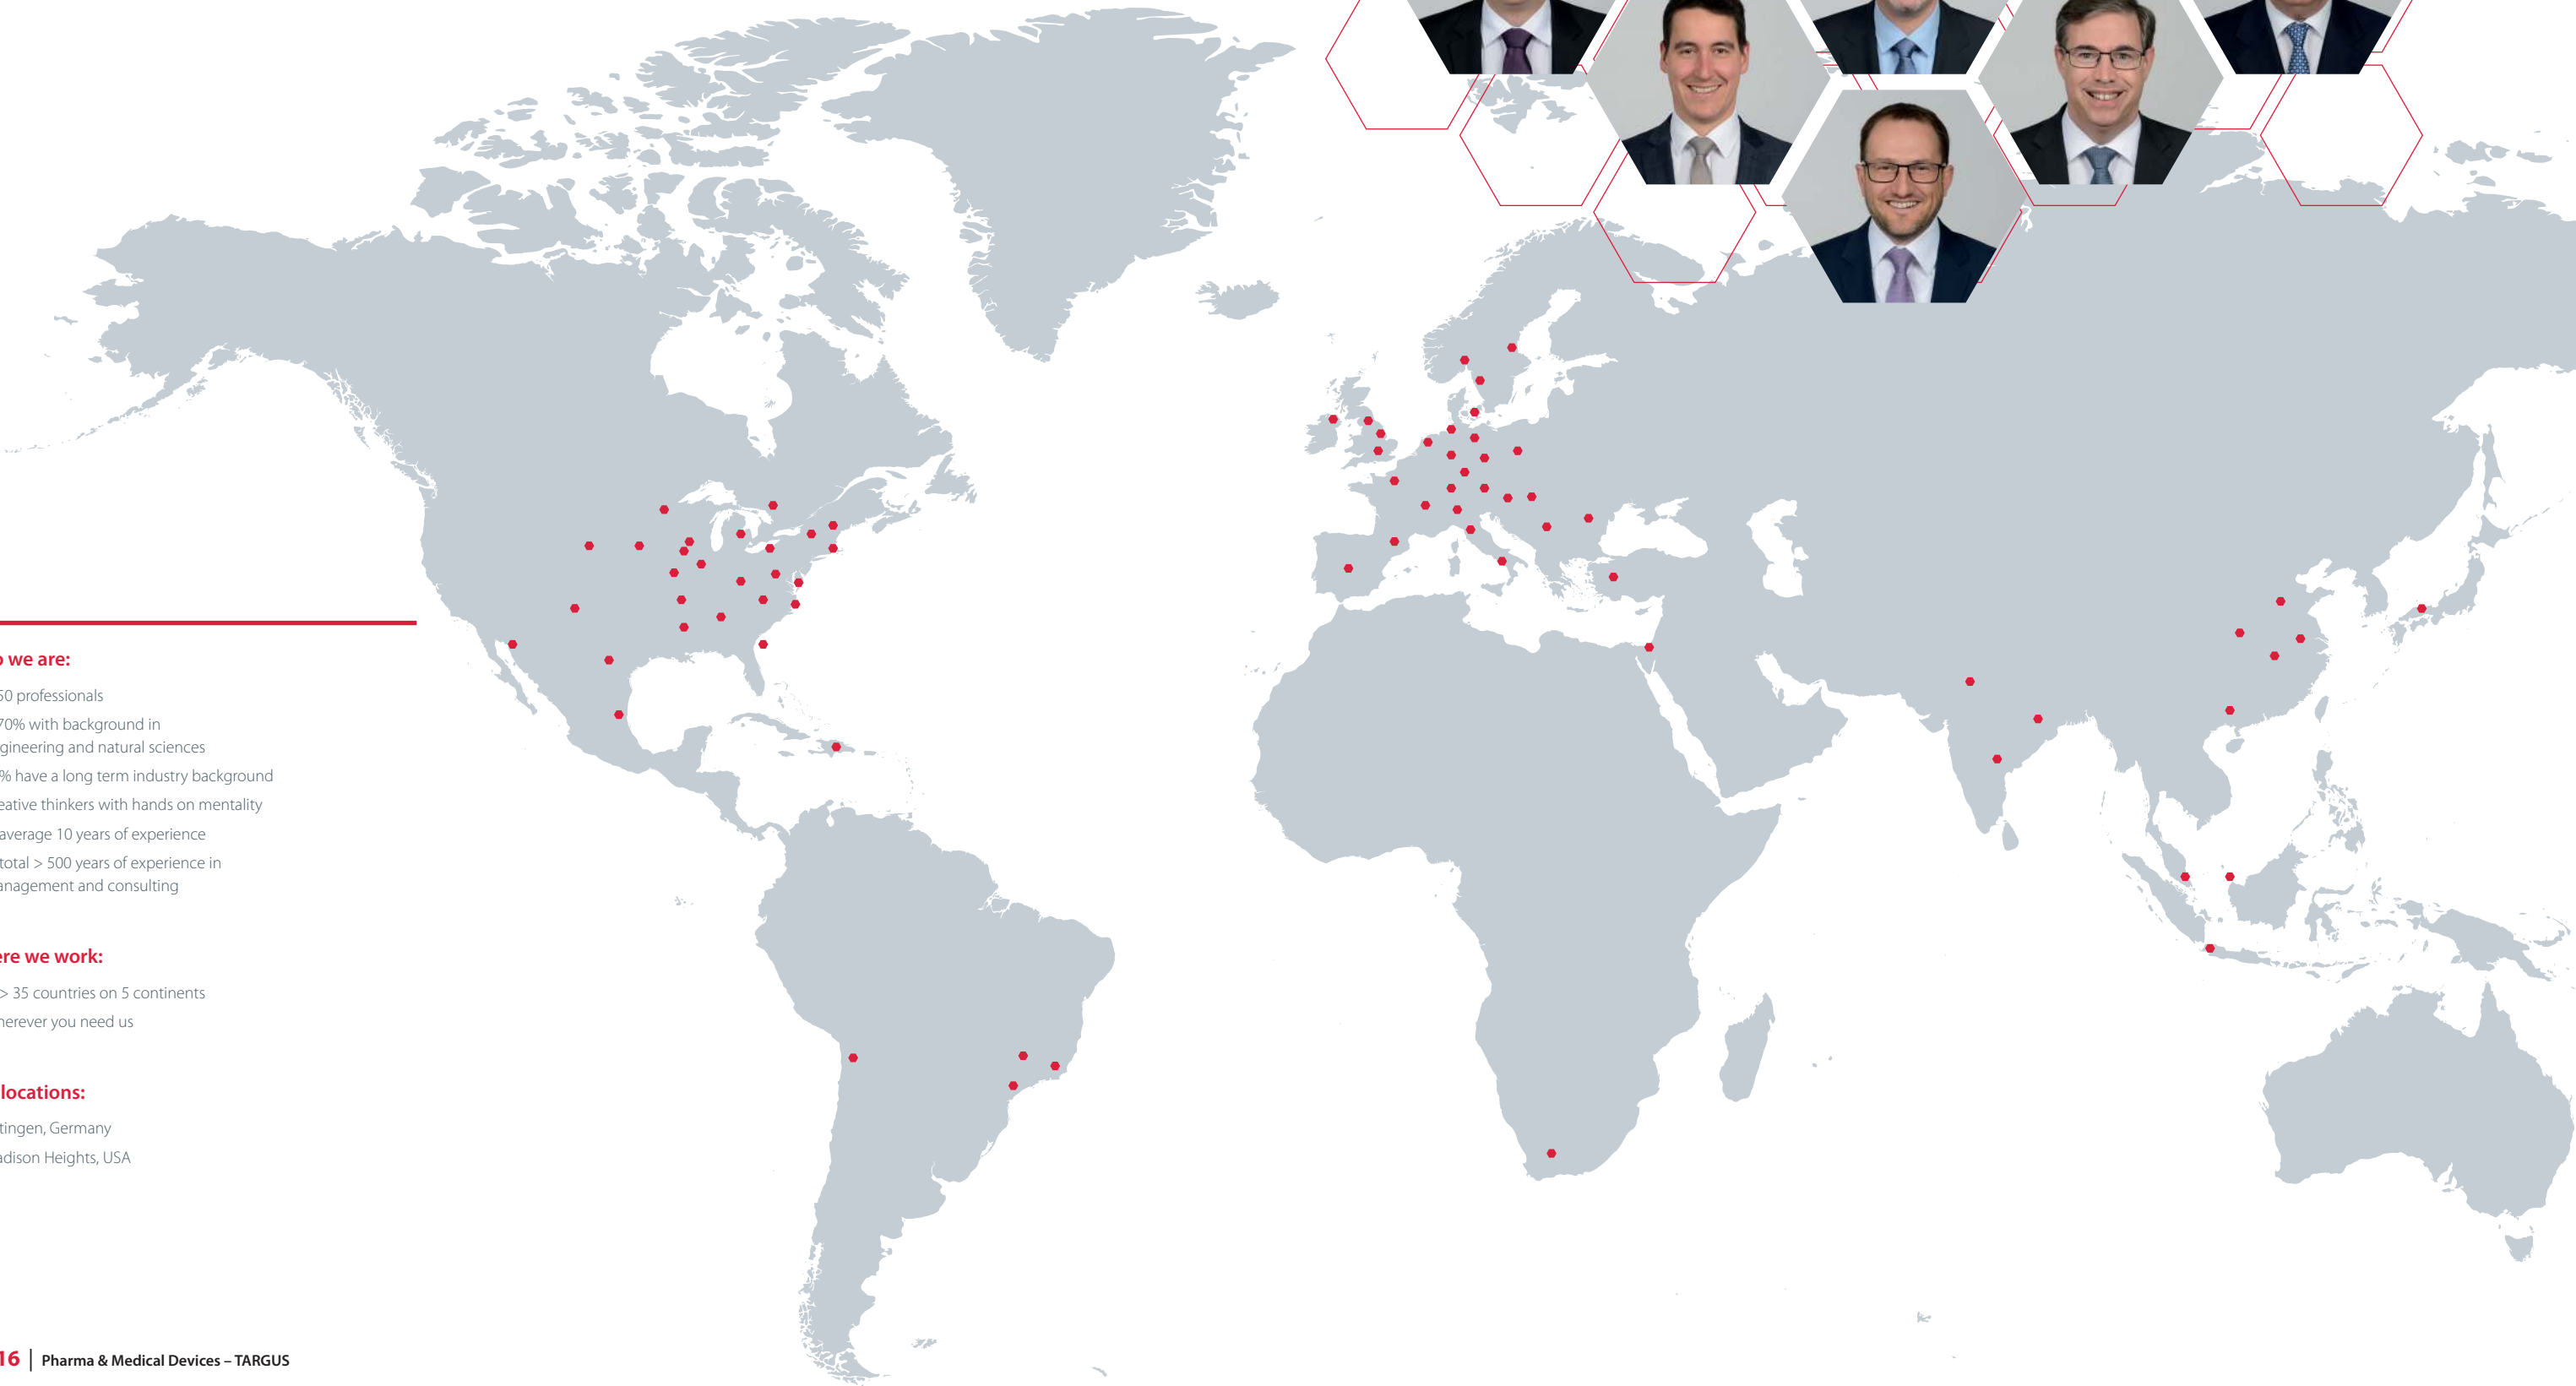 o we are:
50 professionals
70% with background in
gineering and natural sciences
% have a long term industry background
eative thinkers with hands on mentality
average 10 years of experience
total > 500 years of experience in
anagement and consulting
ere we work:
> 35 countries on 5 continents
herever you need us
locations:
tingen, Germany
adison Heights, USA
16 | Pharma & Medical Devices – TARGUS